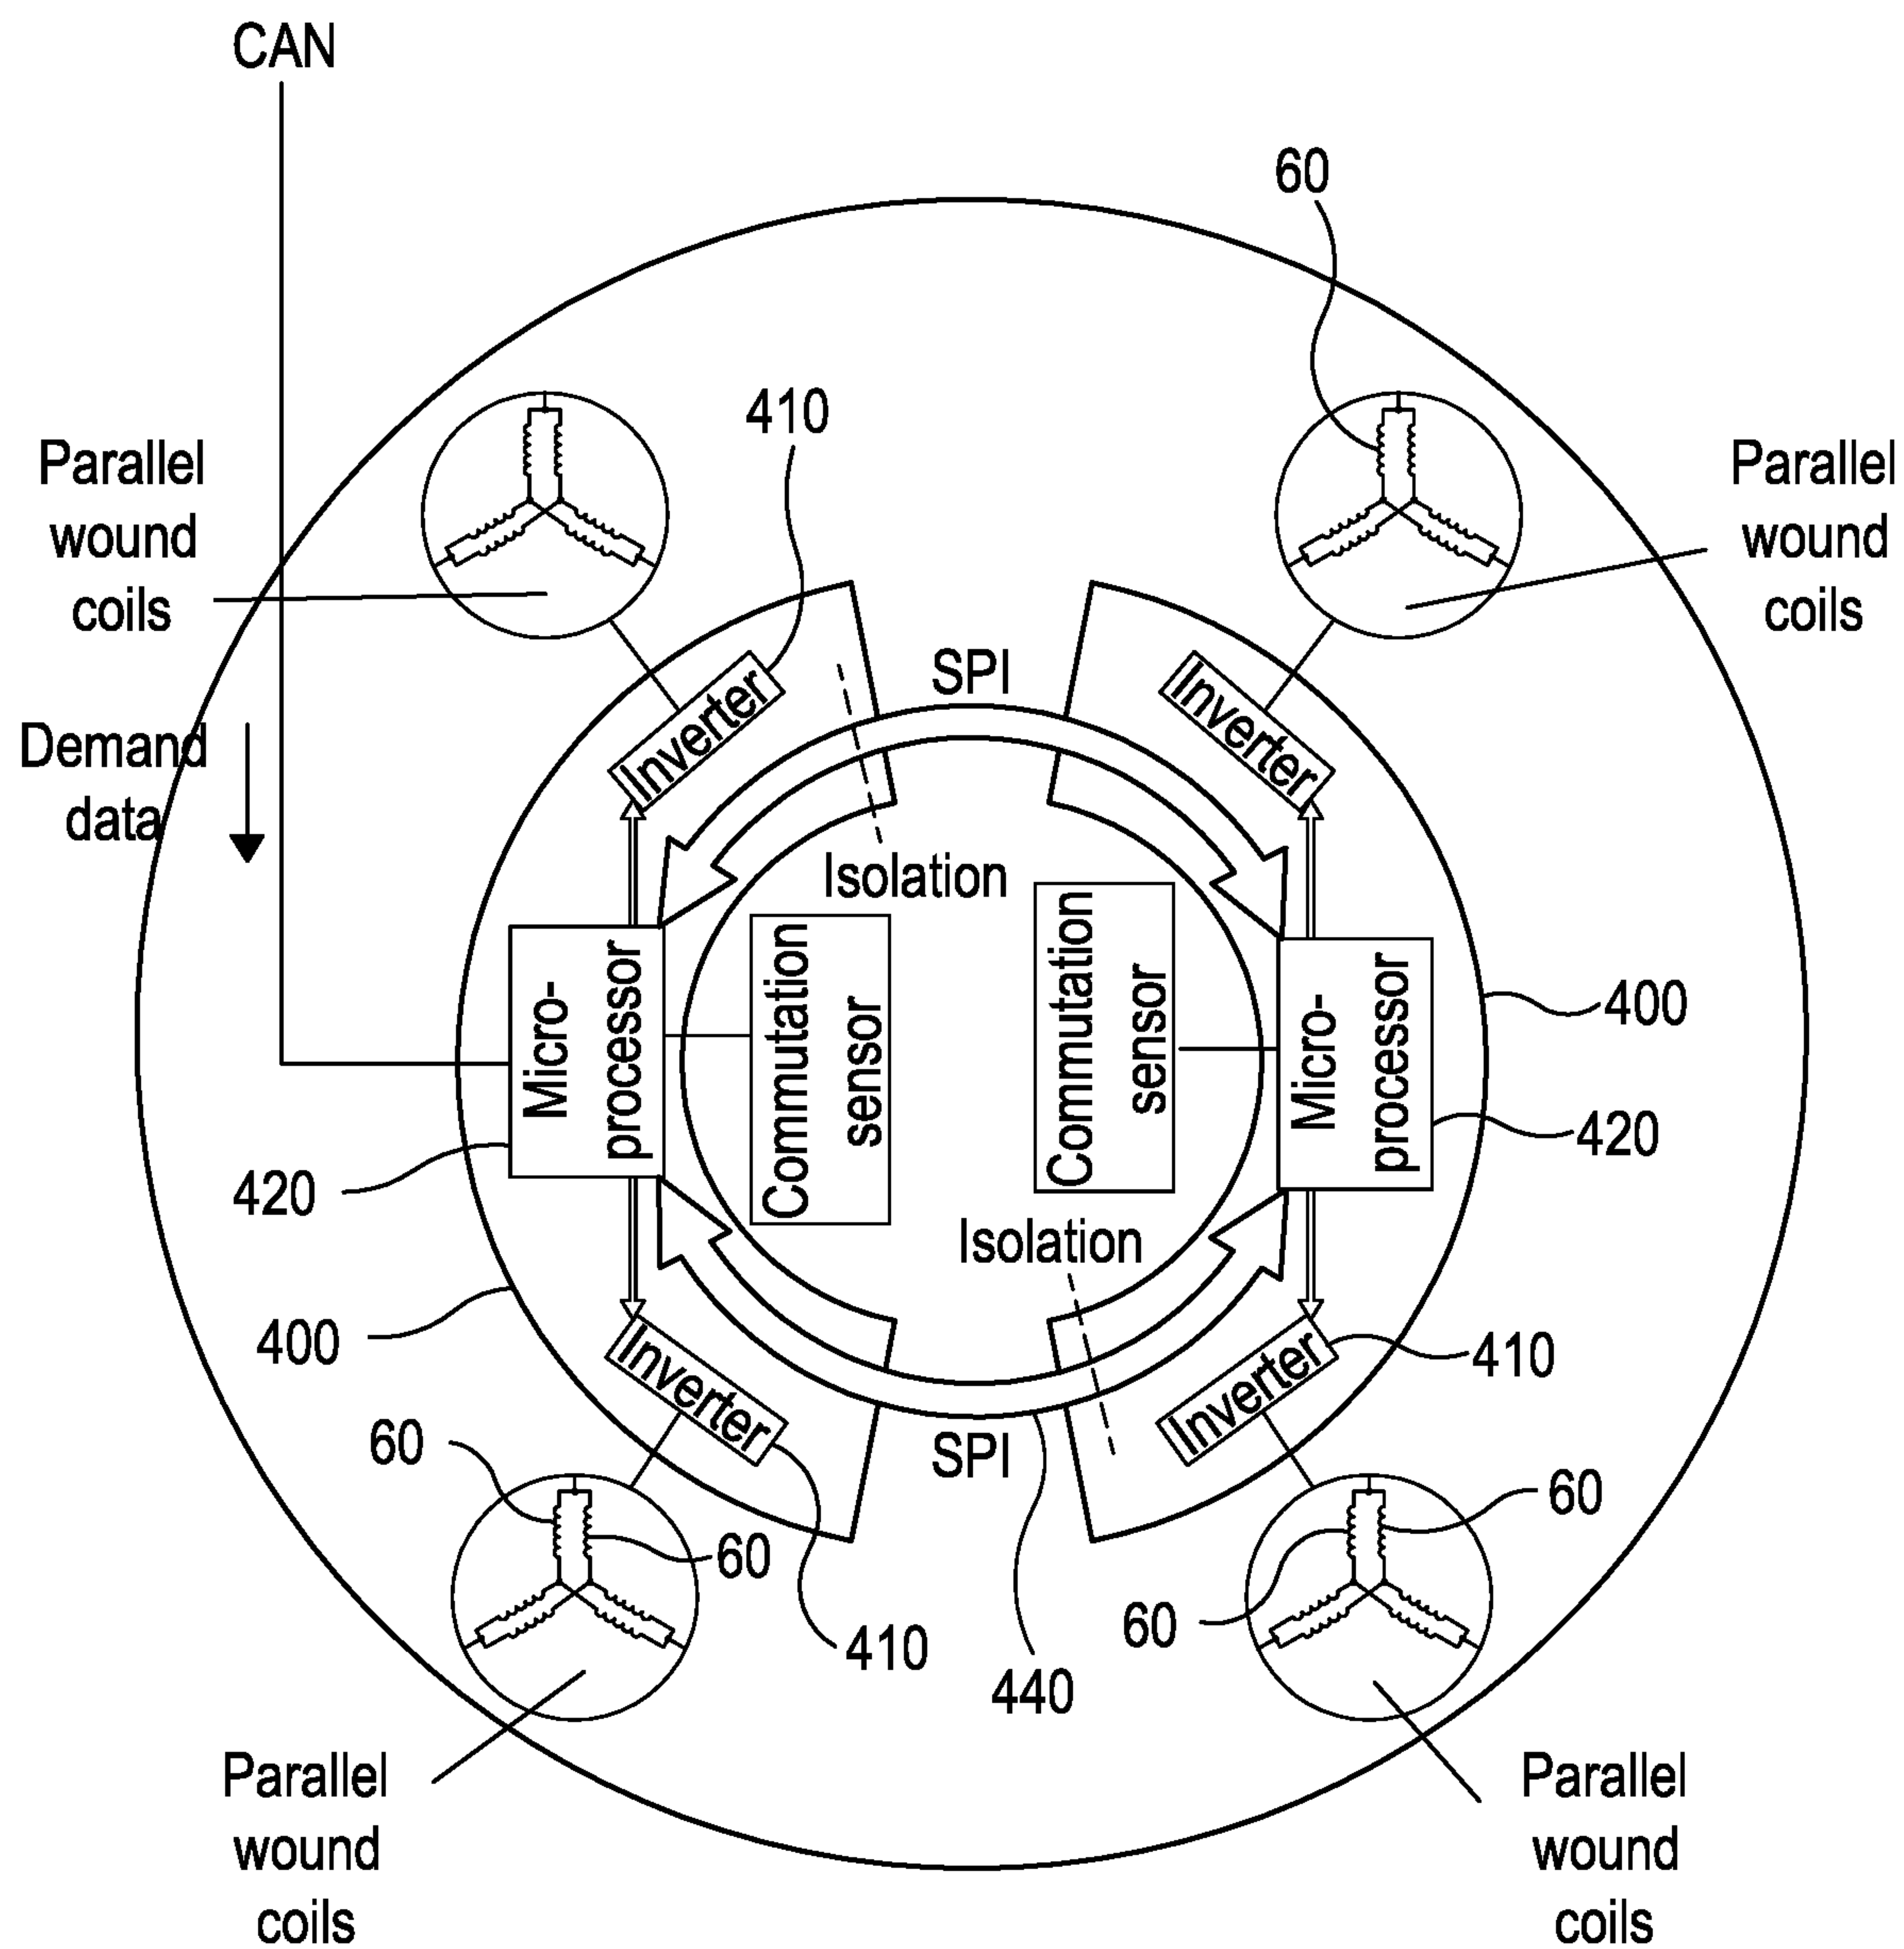 CAN
60
410
Parallel
wound
coils
Parallel
wound
coils
SPI
Inverter
Inverter
Demand
data
Isolation
Micro-
processor
Commutation
sensor
Commutation
sensor
Micro-
processor
400
420
420
Isolation
400
Inverter
Inverter
410
60
SPI
60
60
60
410
440
Parallel
wound
coils
Parallel
wound
coils